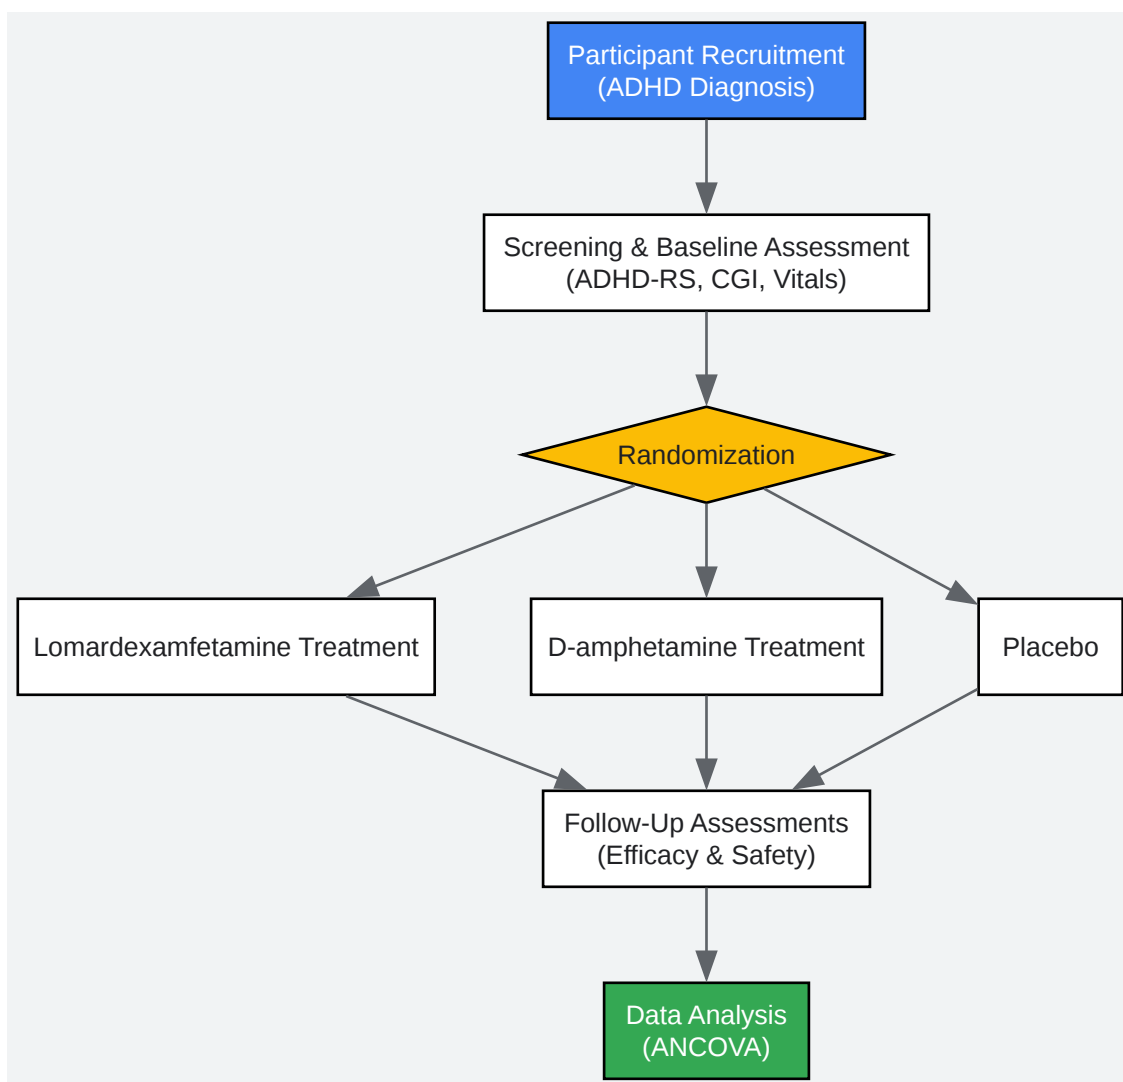 Participant Recruitment
(ADHD Diagnosis)
Screening & Baseline Assessment
(ADHD-RS, CGI, Vitals)
Randomization
Lomardexamfetamine Treatment
D-amphetamine Treatment
Placebo
Follow-Up Assessments
(Efficacy & Safety)
Data Analysis
(ANCOVA)